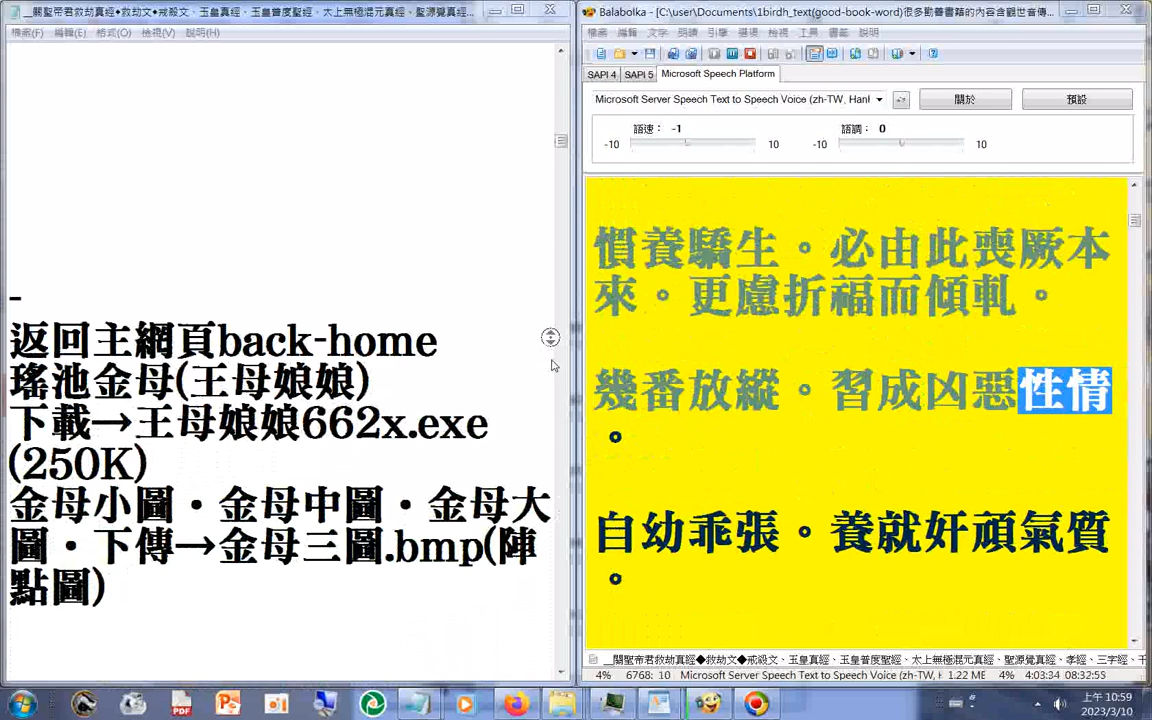 _關聖帝君救劫真經◆救劫文◆戒殺文、玉皇真經、玉皇普度聖經、太上無極混元真經、聖源覺真經...
檔案(F) 編輯(E) 格式(O) 檢視(V) 說明(H)
-
返回主網頁back-home
瑤池金母(王母娘娘)
下載→王母娘娘662x.exe
(250K)
金母小圖・金母中圖・金母大
圖・下傳→金母三圖.bmp(陣
點圖)
Balabolka - [C:\user\Documents\1birdh_text(good-book-word)很多勸善書籍的內容含觀世音傳...
檔案 編輯 文字 朗讀 引擎 選項 檢視 工具 書籤 說明
SAPI 4 SAPI 5 Microsoft Speech Platform
Microsoft Server Speech Text to Speech Voice (zh-TW, Hanl
關於 預設
語速： -1 語調： 0
-10 10 -10 10
慣養驕生。必由此喪厥本
來。更慮折福而傾軋。
幾番放縱。習成凶惡性情
。
自幼乖張。養就奸頑氣質
。
_關聖帝君救劫真經◆救劫文◆戒殺文、玉皇真經、玉皇普度聖經、太上無極混元真經、聖源覺真經、孝經、三字經、千
4% 6768: 10 Microsoft Server Speech Text to Speech Voice (zh-TW, H 1.22 ME 4% 4:03:34 08:32:55
上午 10:59
2023/3/10